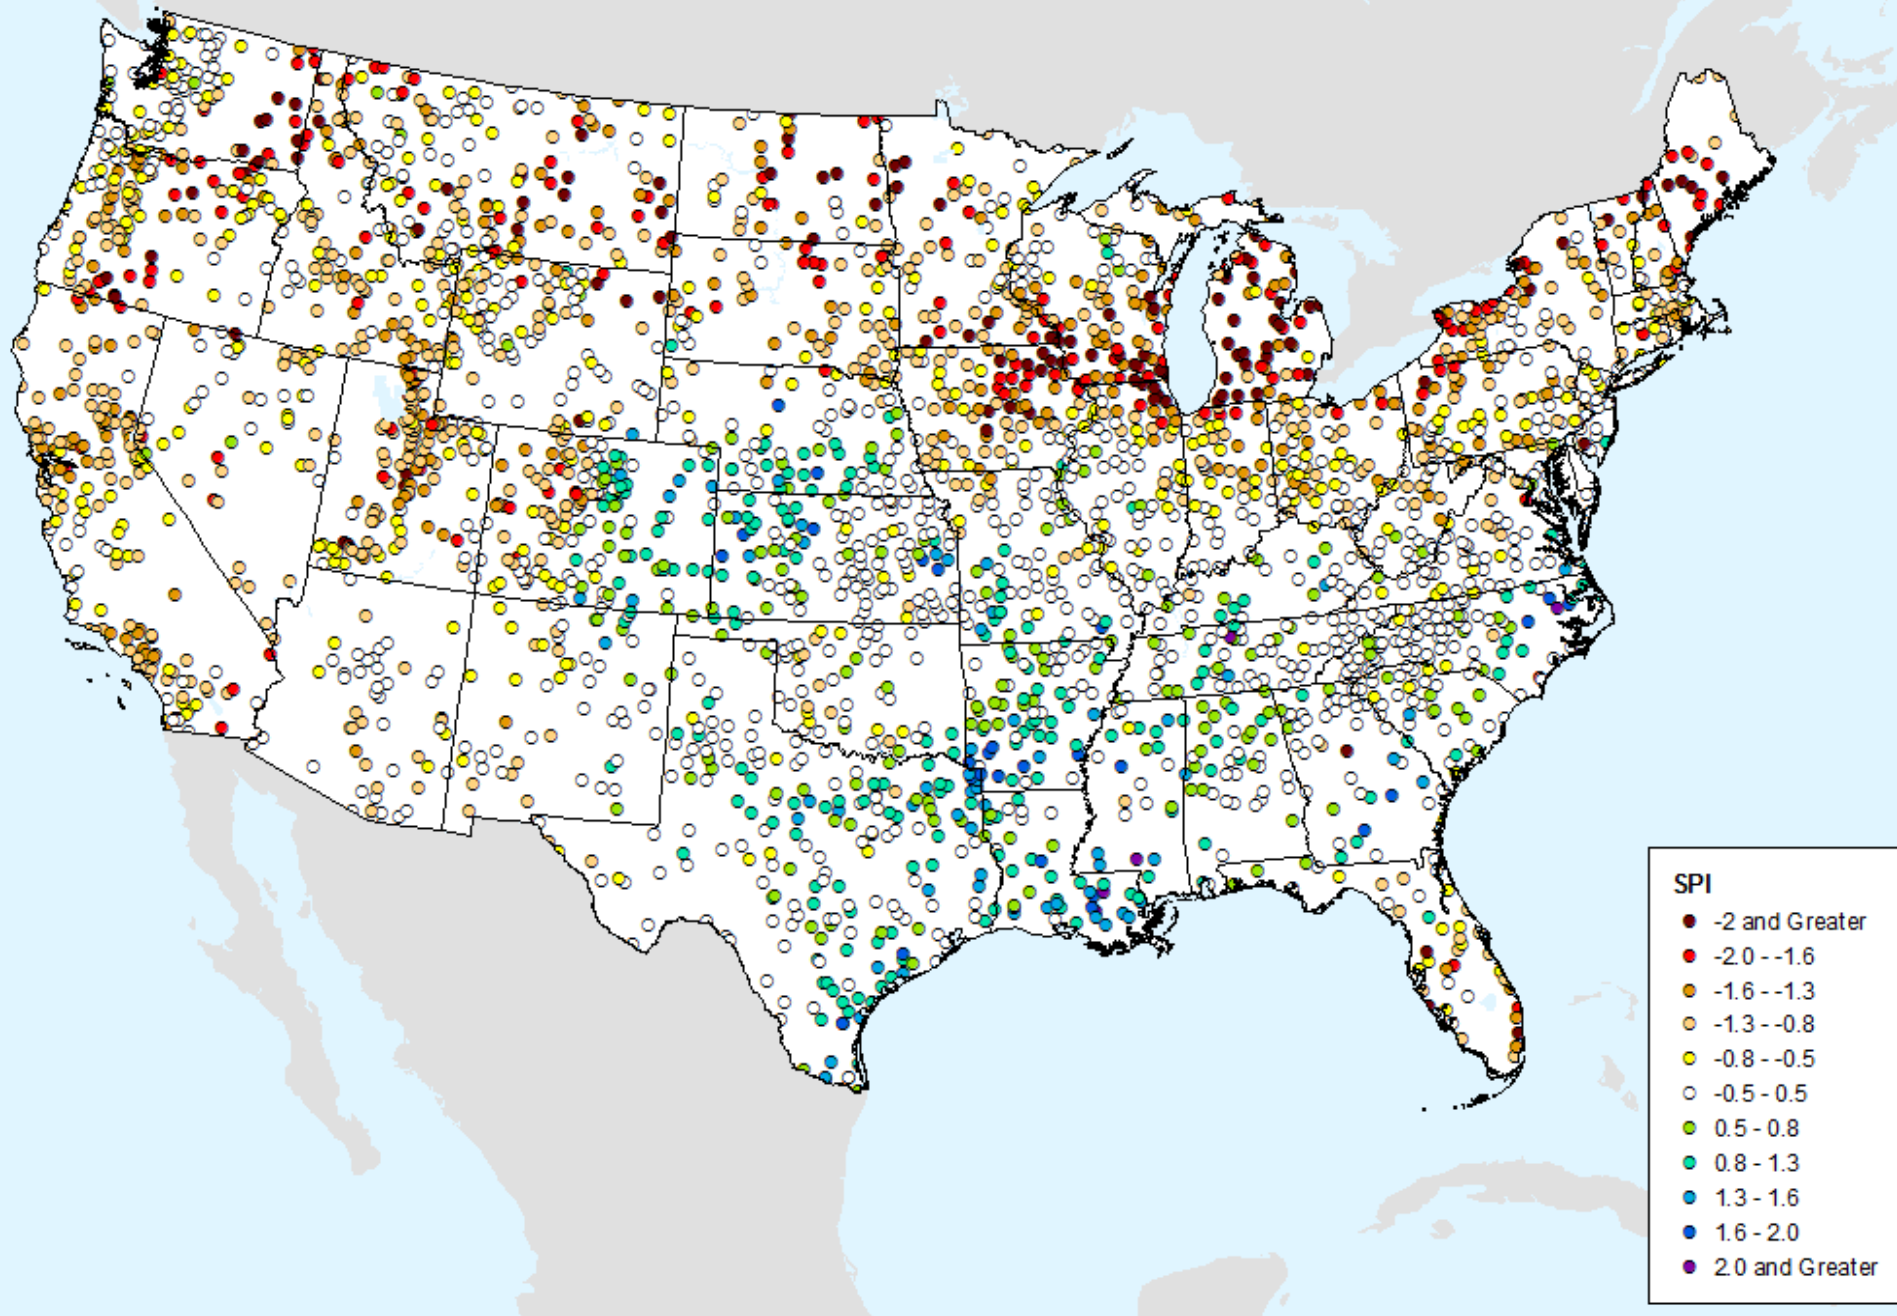 SPI
-2 and Greater
-2.0 - -1.6
-1.6 - -1.3
-1.3 - -0.8
-0.8 - -0.5
-0.5 - 0.5
0.5 - 0.8
0.8 - 1.3
1.3 - 1.6
1.6 - 2.0
2.0 and Greater